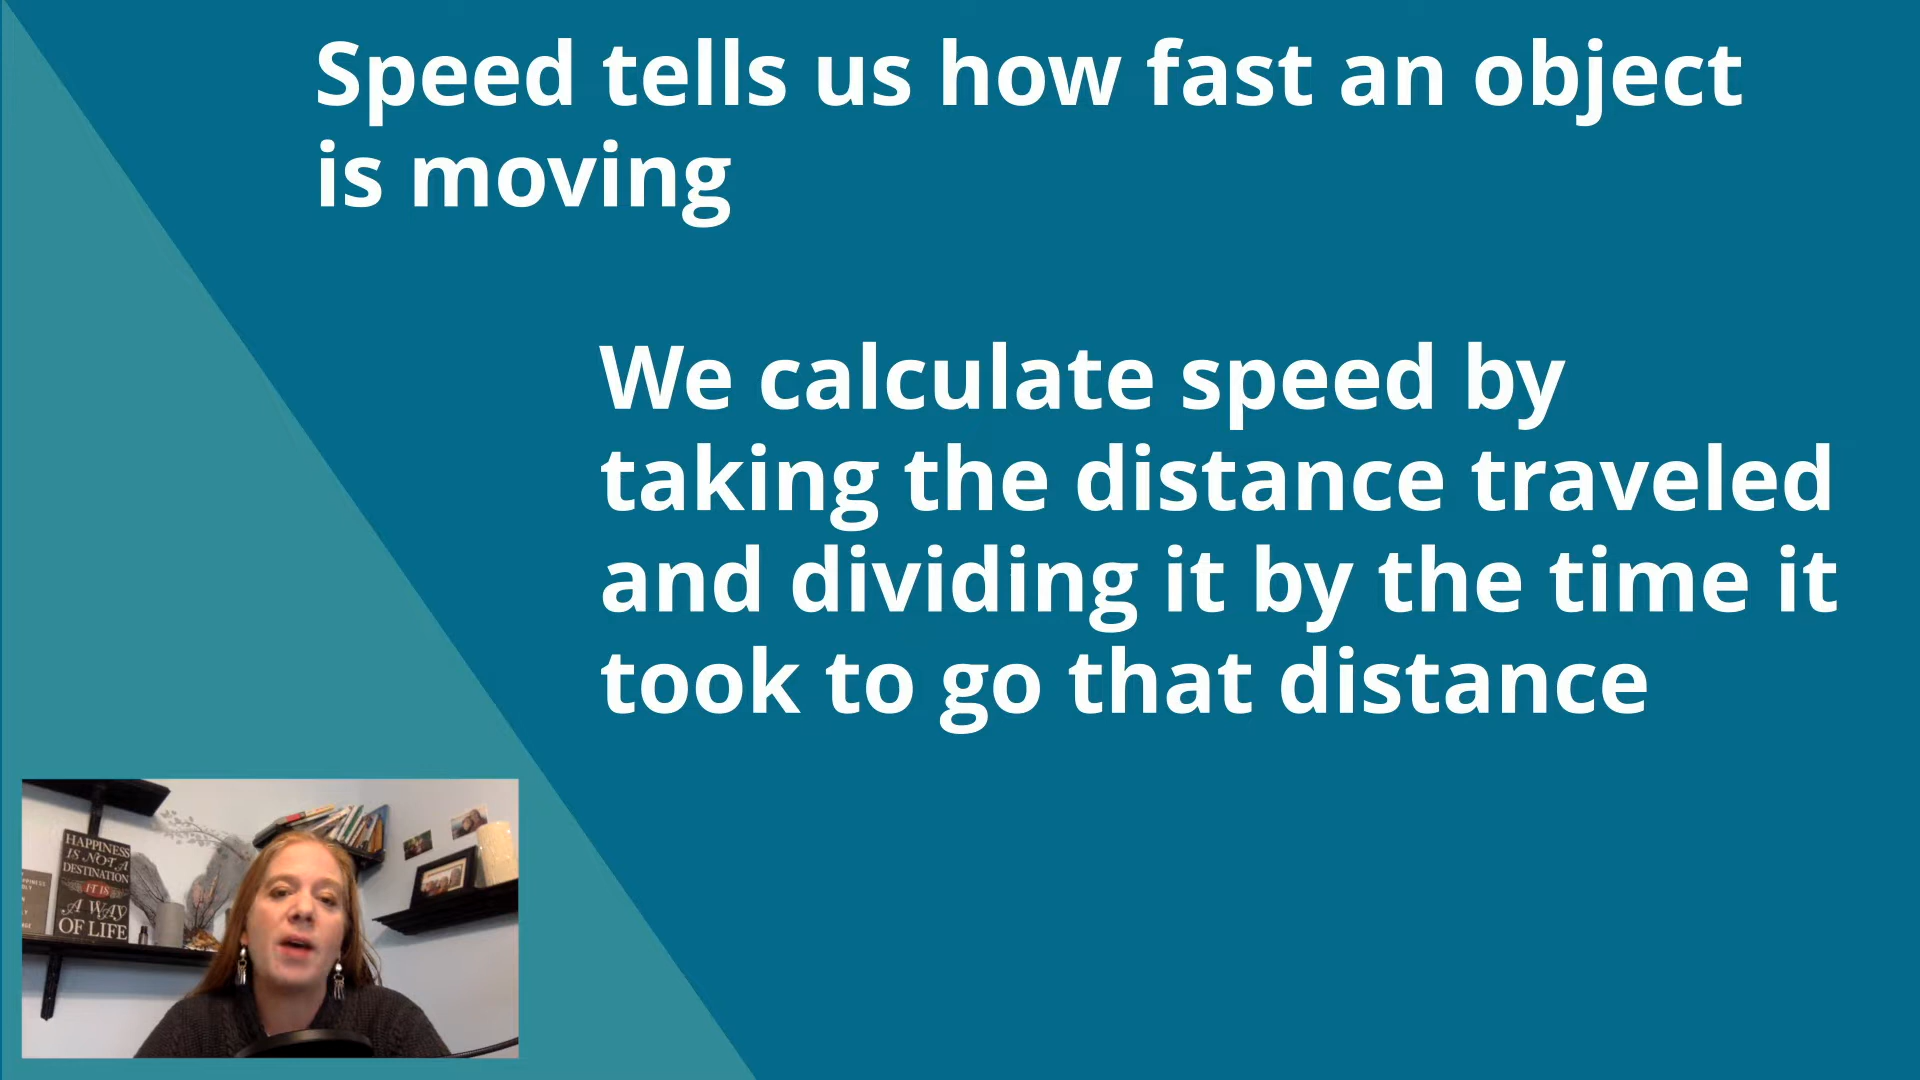 Speed tells us how fast an object
is moving
We calculate speed by
taking the distance traveled
and dividing it by the time it
took to go that distance
HAPPINESS
IS NOT A
DESTINATION
IT IS
A WAY
OF LIFE